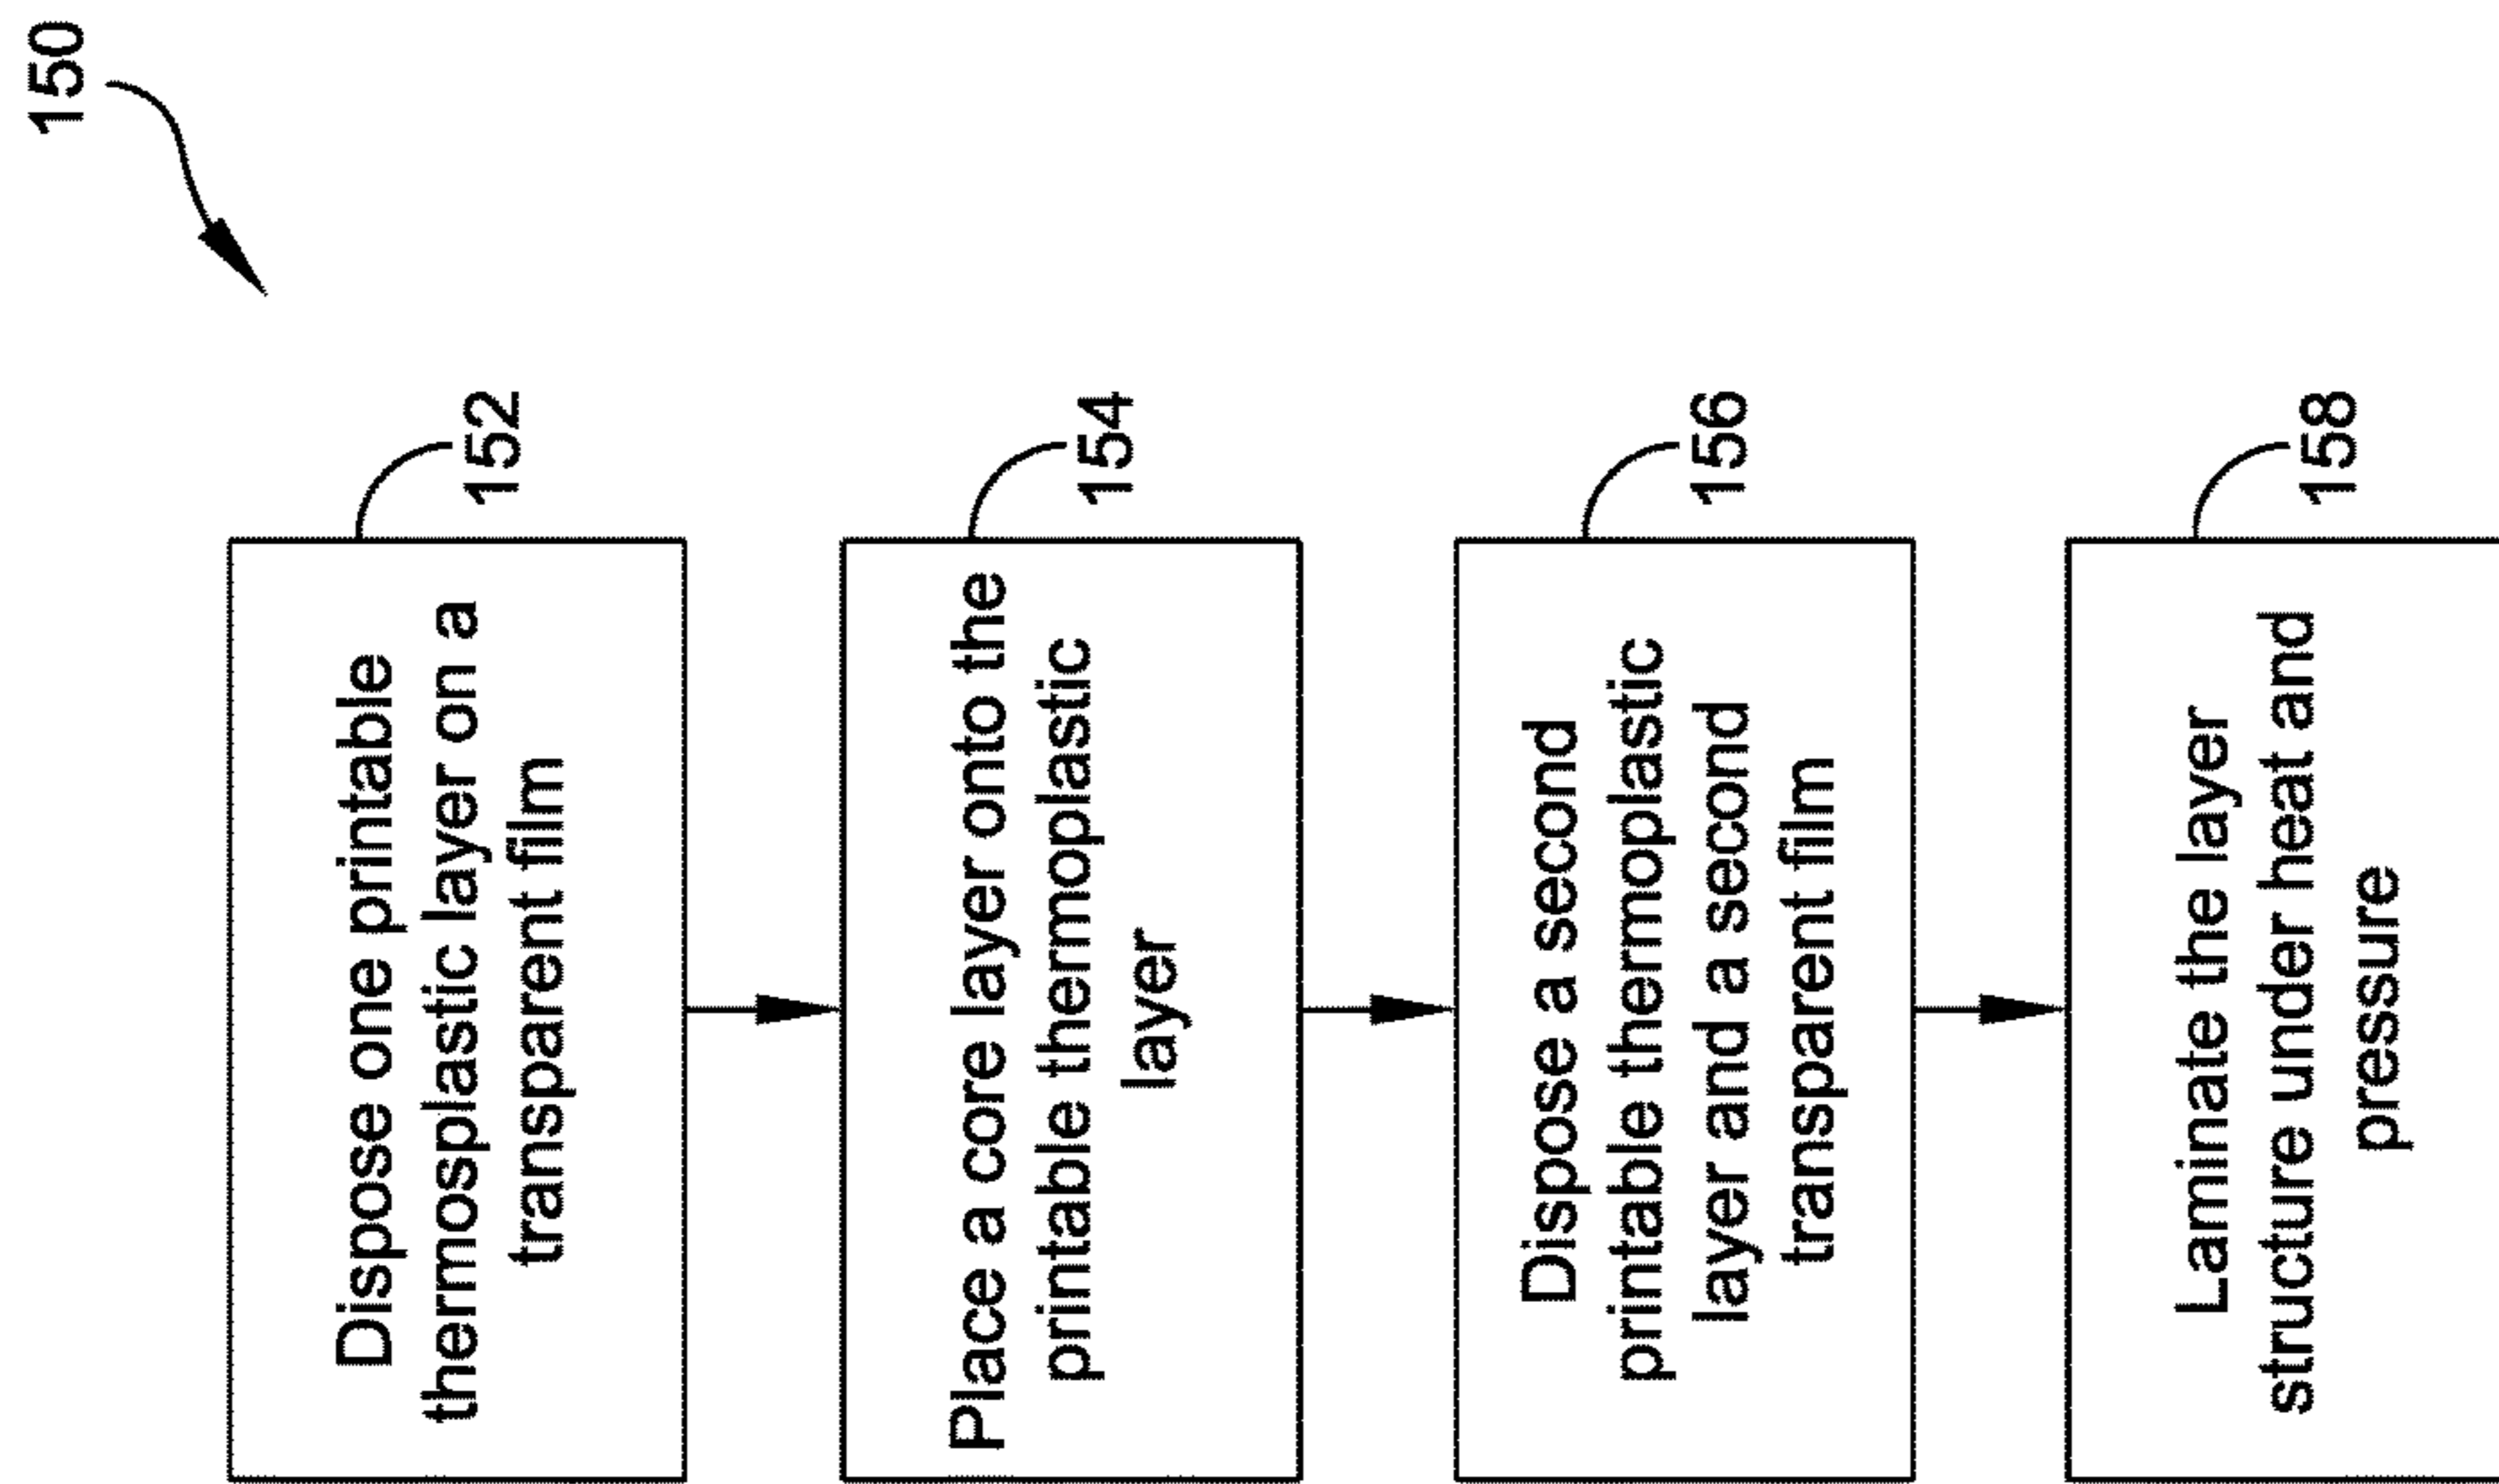 150
Dispose one printable
thermosplastic layer on a
transparent film
152
Place a core layer onto the
printable thermoplastic
layer
154
Dispose a second
printable thermoplastic
layer and a second
transparent film
156
Laminate the layer
structure under heat and
pressure
158